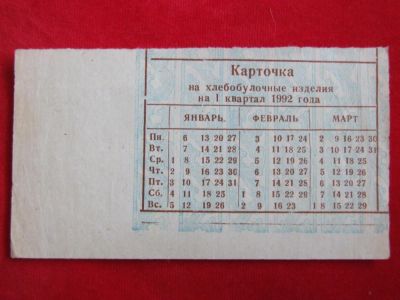 Карточка
на хлебобулочные изделия
на I квартал 1992 года
ЯНВАРЬ. ФЕВРАЛЬ МАРТ
Пн. 6 13 20 27 3 10 17 24 2 9 16 23 30
Вт. 7 14 21 28 4 11 18 25 3 10 17 24 31
Ср. 1 8 15 22 29 5 12 19 26 4 11 18 25
Чт. 2 9 16 23 30 6 13 20 27 5 12 19 26
Пт. 3 10 17 24 31 7 14 21 28 6 13 20 27
Сб. 4 11 18 25 1 8 15 22 29 7 14 21 28
Вс. 5 12 19 26 2 9 16 23 1 8 15 22 29